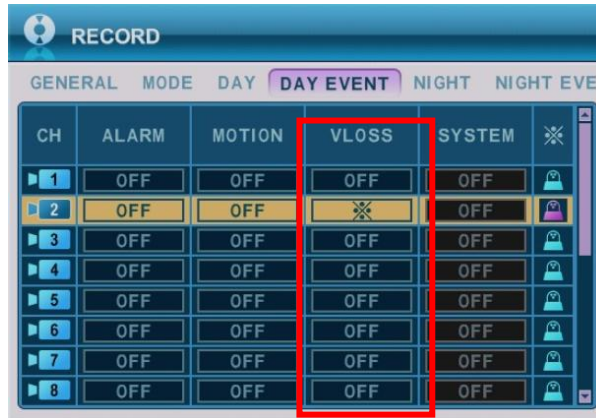 RECORD
GENERAL MODE DAY DAY EVENT NIGHT NIGHT EVE
CH ALARM MOTION VLOSS SYSTEM ※
1 OFF OFF OFF OFF
2 OFF OFF ※ OFF
3 OFF OFF OFF OFF
4 OFF OFF OFF OFF
5 OFF OFF OFF OFF
6 OFF OFF OFF OFF
7 OFF OFF OFF OFF
8 OFF OFF OFF OFF